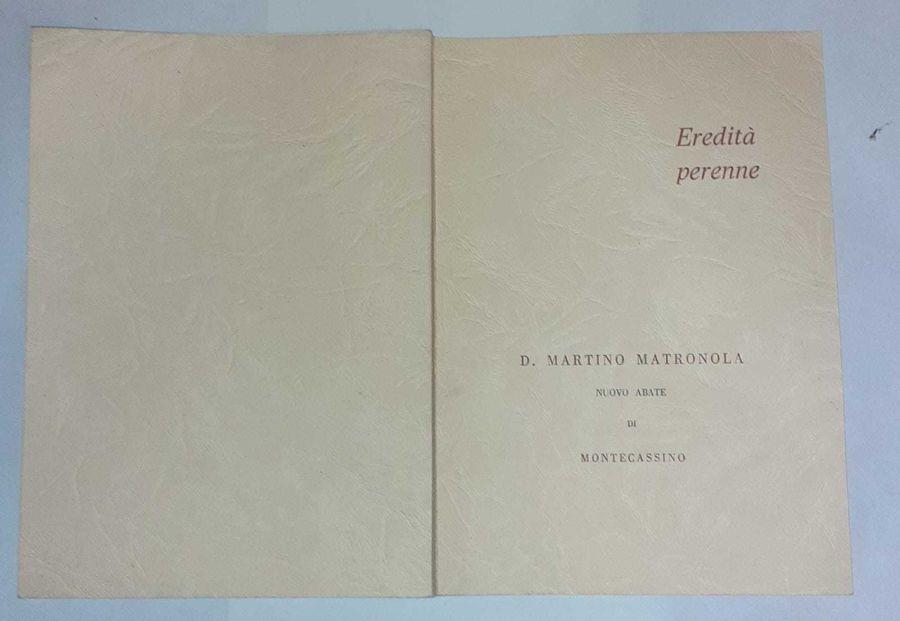 Eredità
perenne
D. MARTINO MATRONOLA
NUOVO ABATE
DI
MONTECASSINO